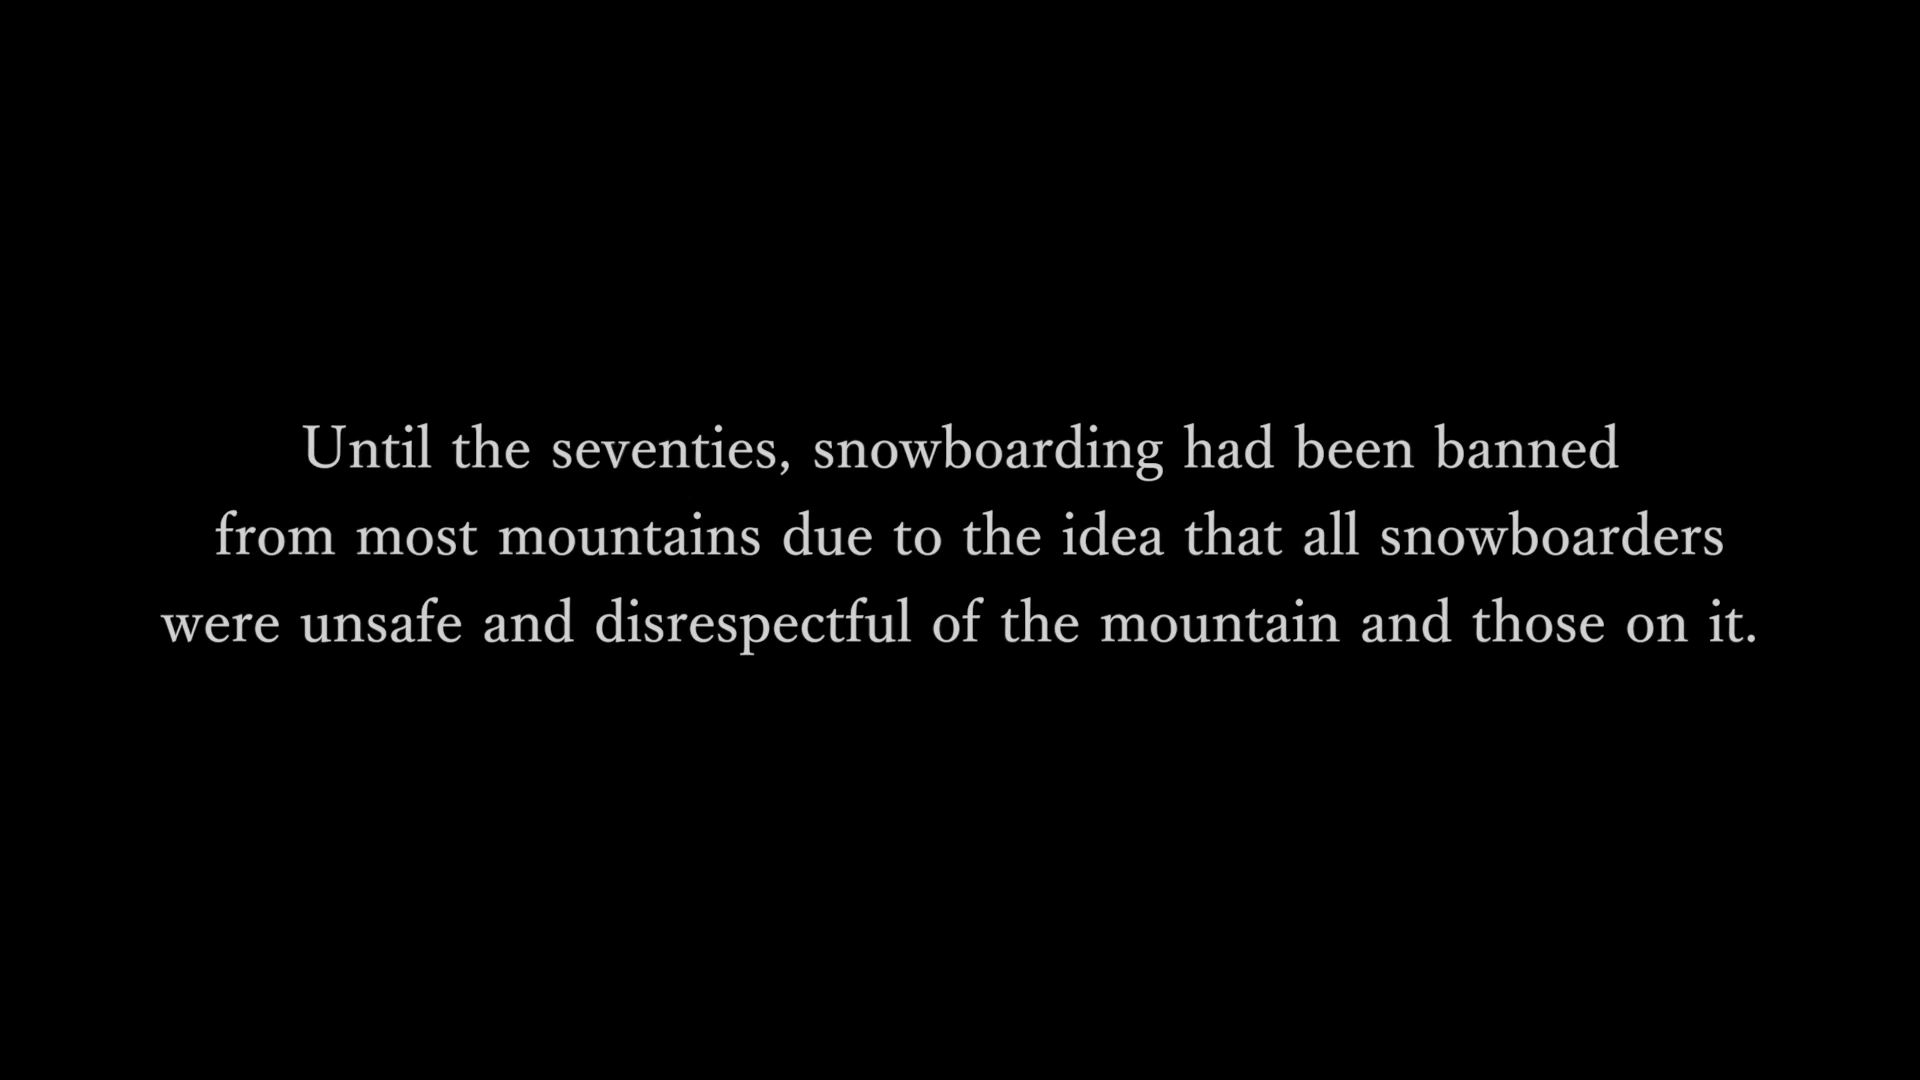 Until the seventies, snowboarding had been banned
from most mountains due to the idea that all snowboarders
were unsafe and disrespectful of the mountain and those on it.